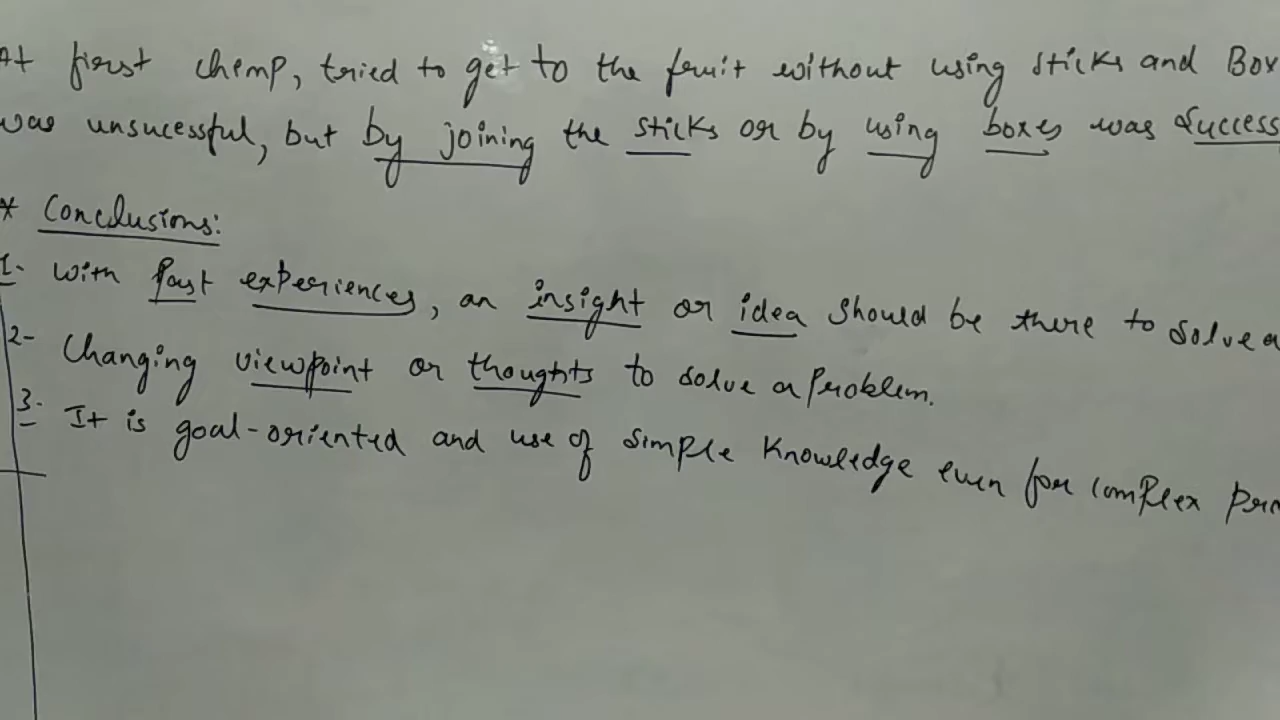 At first chimp, tried to get to the fruit without using sticks and Box
was unsucessful, but by joining the sticks or by using boxes was Success
* Conclusions:
1- with Past experiences, an insight or idea should be there to solve a
2- Changing viewpoint or thoughts to solve a Problem.
3- It is goal-oriented and use of simple knowledge even for complex